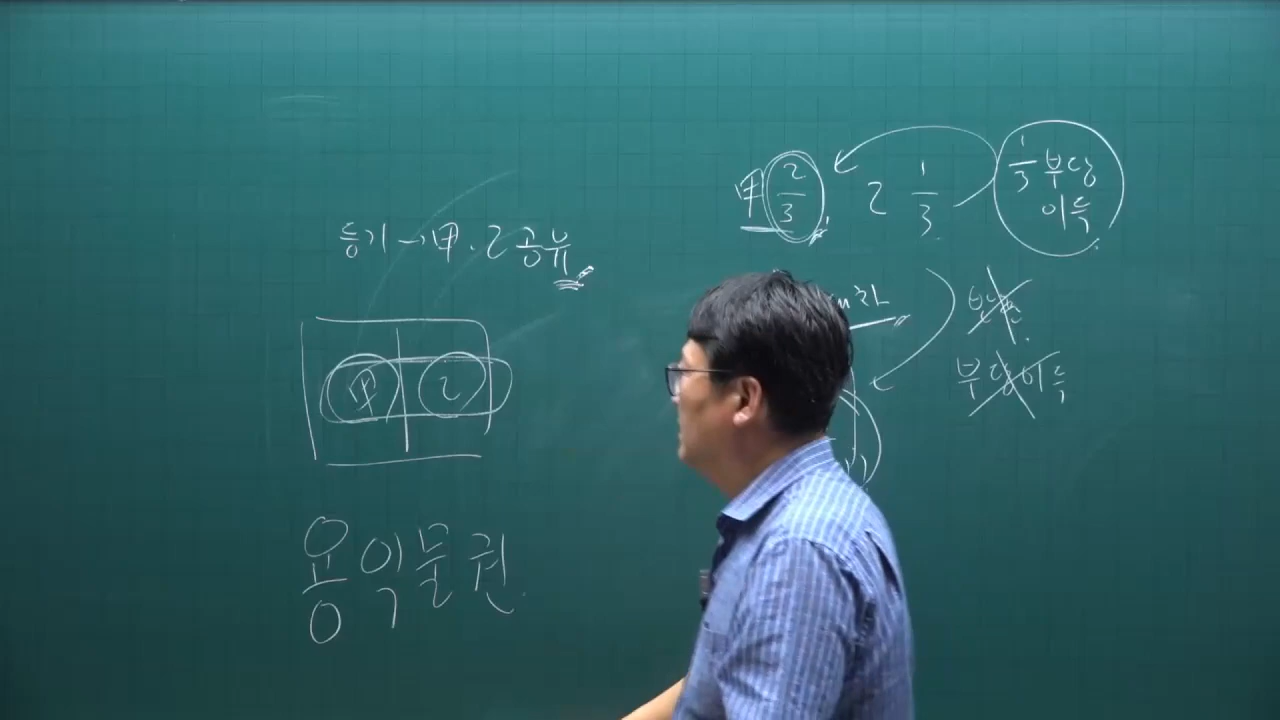 등기→甲.乙 공유
甲 乙
용익물권
甲 2/3 乙 1/3
1/3 부당
이득
부당이득